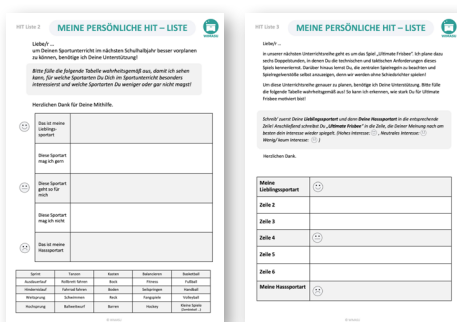 HIT Liste 2
MEINE PERSÖNLICHE HIT – LISTE
Liebe/r ...
um Deinen Sportunterricht im nächsten Schulhalbjahr besser vorplanen
zu können, benötige ich Deine Unterstützung!
Bitte fülle die folgende Tabelle wahrheitsgemäß aus, damit ich sehen
kann, für welche Sportarten Du Dich im Sportunterricht besonders
interessierst und welche Sportarten Du weniger oder gar nicht magst!
Herzlichen Dank für Deine Mithilfe.
Das ist meine
Lieblings-
sportart
Diese Sportart
mag ich gern
Diese Sportart
geht so für
mich
Diese Sportart
mag ich nicht
Das ist meine
Hasssportart
Sprint Tanzen Kasten Balancieren Basketball
Ausdauerlauf Rollbrett fahren Bock Fitness Fußball
Hindernislauf Fahrrad fahren Boden Seilspringen Handball
Weitsprung Schwimmen Reck Fangspiele Volleyball
Hochsprung Ballweitwurf Barren Hockey Kleine Spiele
HIT Liste 3
MEINE PERSÖNLICHE HIT – LISTE
Liebe/r ...
in unserer nächsten Unterrichtsreihe geht es um das Spiel „Ultimate Frisbee". Ich plane dazu
sechs Doppelstunden, in denen Du die technischen und taktischen Anforderungen dieses
Spiels kennenlernst. Darüber hinaus lernst Du, die zentralen Spielregeln zu beachten und
Spielregelverstöße selbst anzuzeigen, denn wir werden ohne Schiedsrichter spielen!
Um diese Unterrichtsreihe genauer zu planen, benötige ich Deine Unterstützung. Bitte fülle
die folgende Tabelle wahrheitsgemäß aus! So kann ich erkennen, wie stark Du für Ultimate
Frisbee motiviert bist!
Schreib' zuerst Deine Lieblingssportart und dann Deine Hasssportart in die entsprechende
Zeile! Anschließend schreibst Du „Ultimate Frisbee" in die Zeile, die Deiner Meinung nach am
besten dein Interesse wieder spiegelt. (Hohes Interesse: , Neutrales Interesse:
Wenig/ kaum Interesse: )
Herzlichen Dank.
Meine
Lieblingssportart
Zeile 2
Zeile 3
Zeile 4
Zeile 5
Zeile 6
Meine Hasssportart